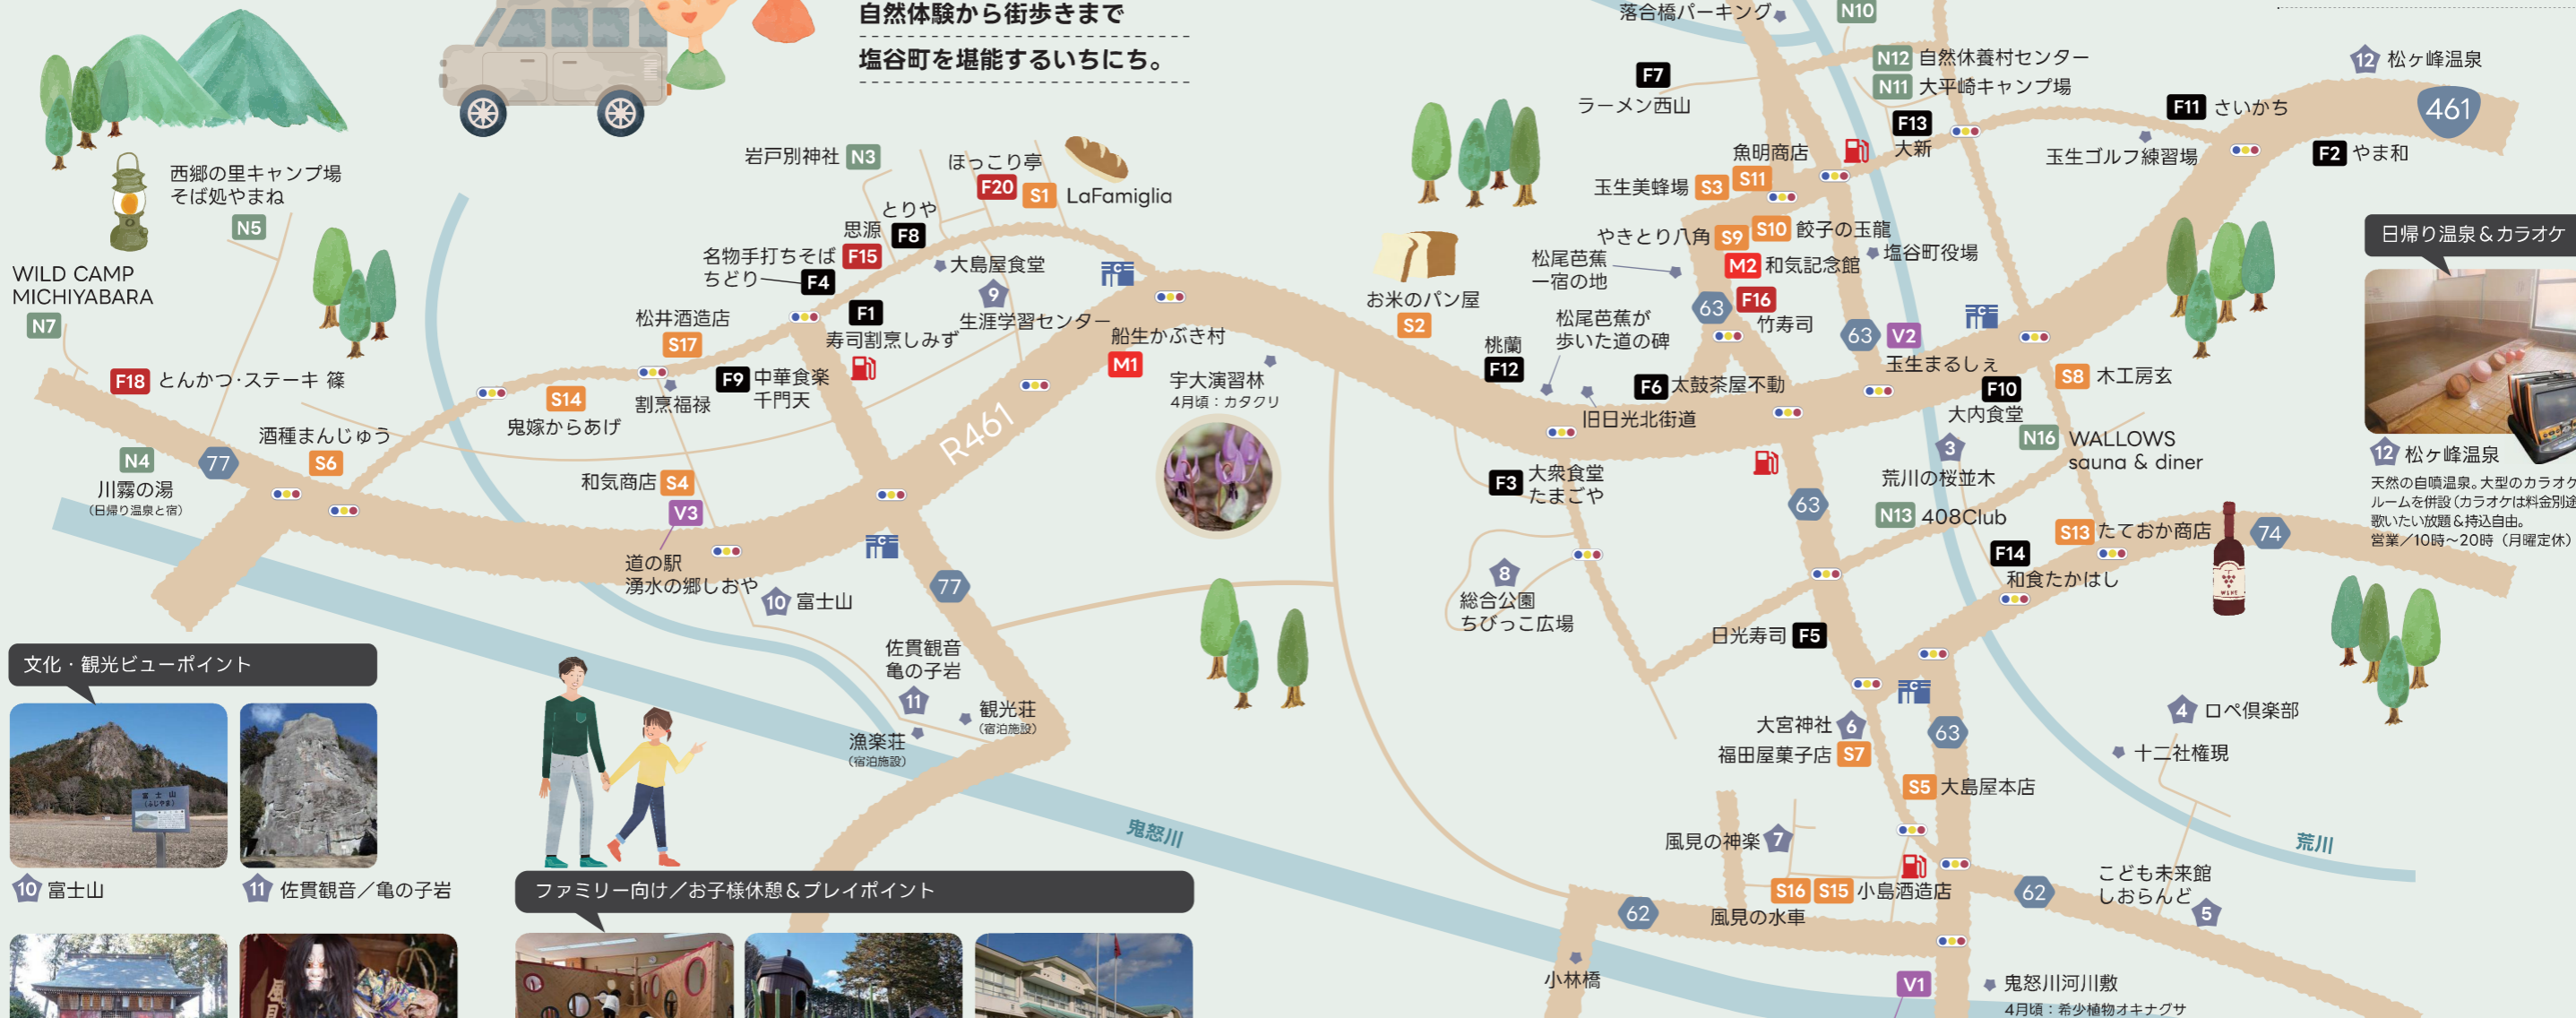 自然体験から街歩きまで
塩谷町を堪能するいちにち。
落合橋パーキング
N10
N12 自然休養村センター
N11 大平崎キャンプ場
12 松ヶ峰温泉
F7
ラーメン西山
F13
大新
F11 さいかち
461
玉生ゴルフ練習場
F2 やま和
西郷の里キャンプ場
そば処やまね
N5
WILD CAMP
MICHIYABARA
N7
岩戸別神社 N3
ほっこり亭
F20
S1 LaFamiglia
とりや
F8
思源
F15
名物手打ちそば
ちどり
F4
大島屋食堂
9
生涯学習センター
F1
寿司割烹しみず
松井酒造店
S17
F9 中華食楽
千門天
割烹福禄
S14
鬼嫁からあげ
F18 とんかつ・ステーキ 篠
酒種まんじゅう
S6
77
N4
川霧の湯
(日帰り温泉と宿)
和気商店 S4
V3
道の駅
湧水の郷しおや
10 富士山
R461
船生かぶき村
M1
宇大演習林
4月頃：カタクリ
77
佐貫観音
亀の子岩
11
観光荘
(宿泊施設)
漁楽荘
(宿泊施設)
鬼怒川
魚明商店
S11
玉生美蜂場 S3
やきとり八角 S9
S10 餃子の玉龍
M2 和気記念館
塩谷町役場
松尾芭蕉
一宿の地
63
F16
竹寿司
お米のパン屋
S2
松尾芭蕉が
歩いた道の碑
桃蘭
F12
旧日光北街道
F6 太鼓茶屋不動
63
V2
玉生まるしぇ
F10
大内食堂
S8 木工房玄
N16 WALLOWS
sauna & diner
3
荒川の桜並木
N13 408Club
S13 たておか商店
74
F14
和食たかはし
F3 大衆食堂
たまごや
63
8
総合公園
ちびっこ広場
日光寿司 F5
大宮神社 6
福田屋菓子店 S7
63
S5 大島屋本店
4 ロペ倶楽部
十二社権現
荒川
風見の神楽 7
S16 S15 小島酒造店
風見の水車
62
62
こども未来館
しおらんど
5
小林橋
V1
鬼怒川河川敷
4月頃：希少植物オキナグサ
日帰り温泉＆カラオケ
12 松ヶ峰温泉
天然の自噴温泉。大型のカラオケ
ルームを併設（カラオケは料金別途
歌いたい放題＆持込自由。
営業／10時〜20時（月曜定休）
WINE
文化・観光ビューポイント
富士山
(ふじやま)
10 富士山
11 佐貫観音／亀の子岩
ファミリー向け／お子様休憩＆プレイポイント